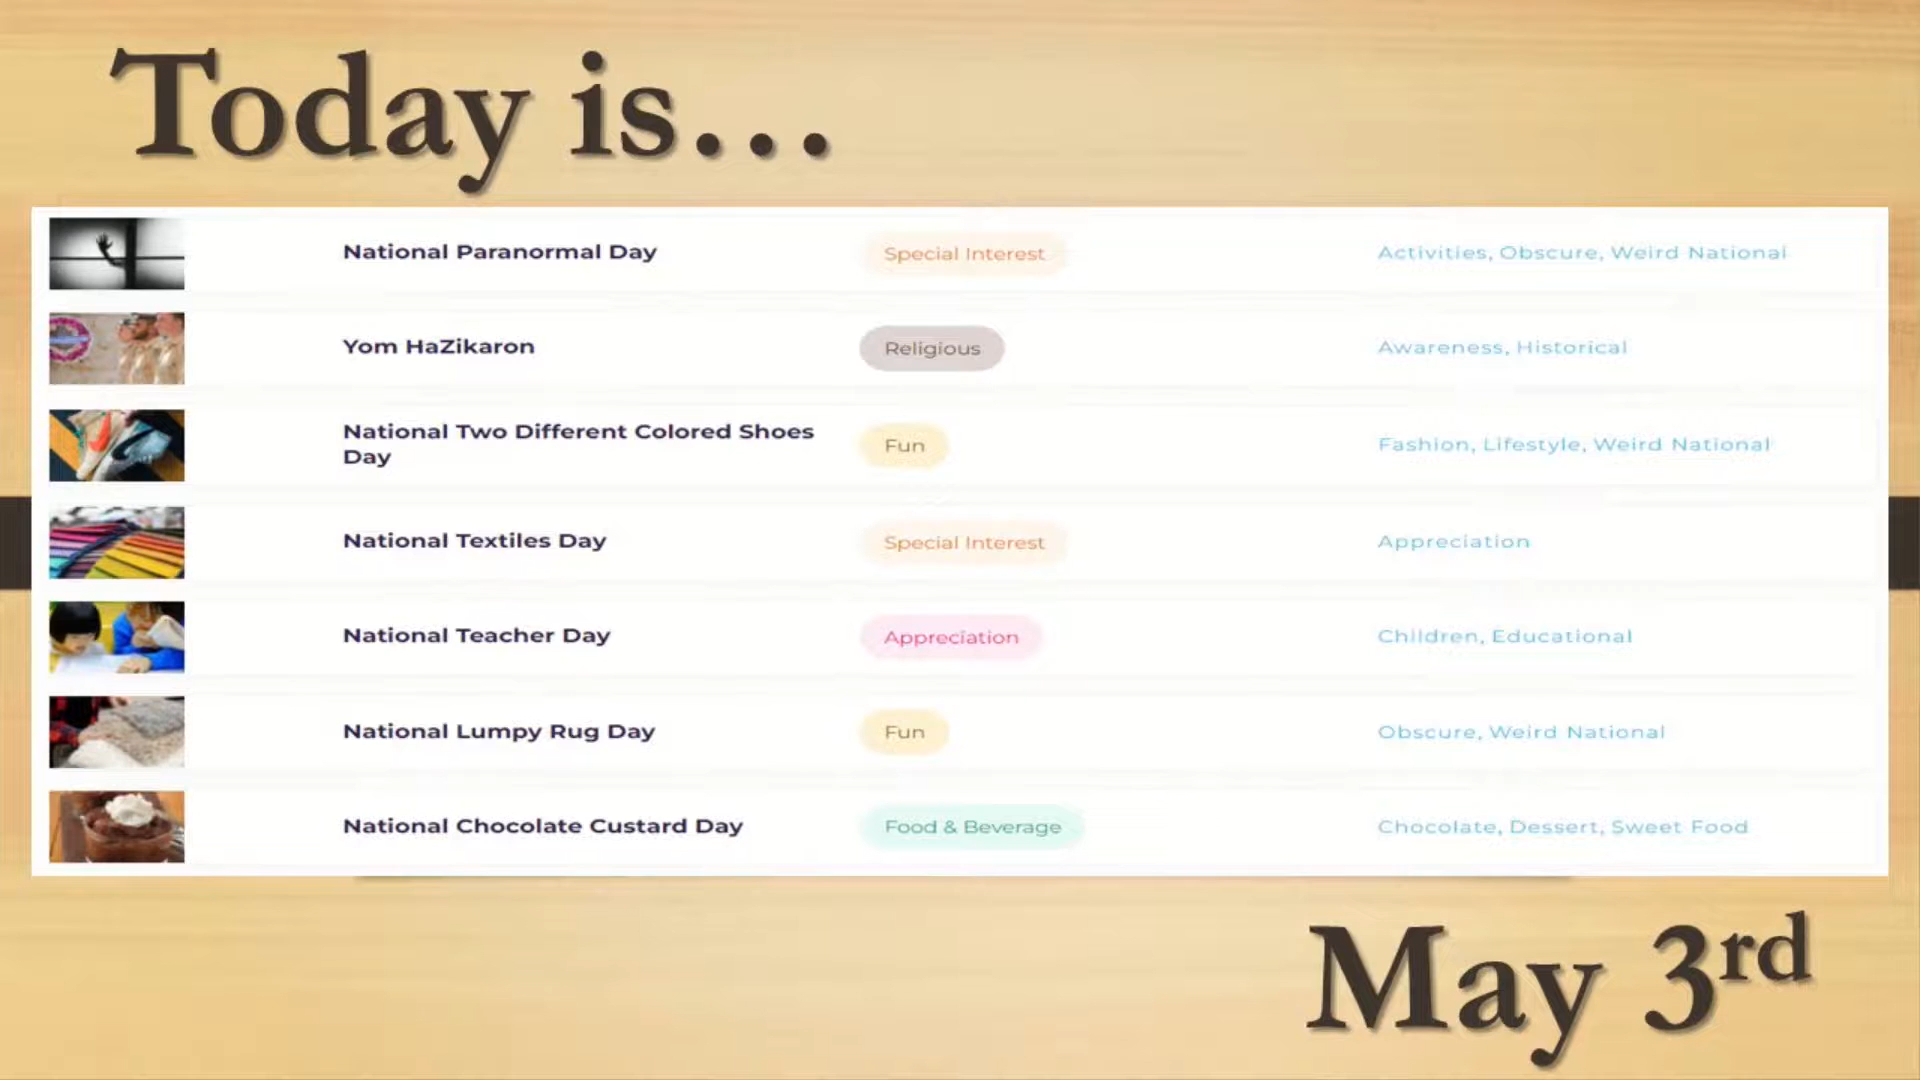 Today is...
National Paranormal Day Special Interest Activities, Obscure, Weird National
Yom HaZikaron Religious Awareness, Historical
National Two Different Colored Shoes
Day Fun Fashion, Lifestyle, Weird National
National Textiles Day Special Interest Appreciation
National Teacher Day Appreciation Children, Educational
National Lumpy Rug Day Fun Obscure, Weird National
National Chocolate Custard Day Food & Beverage Chocolate, Dessert, Sweet Food
May 3rd